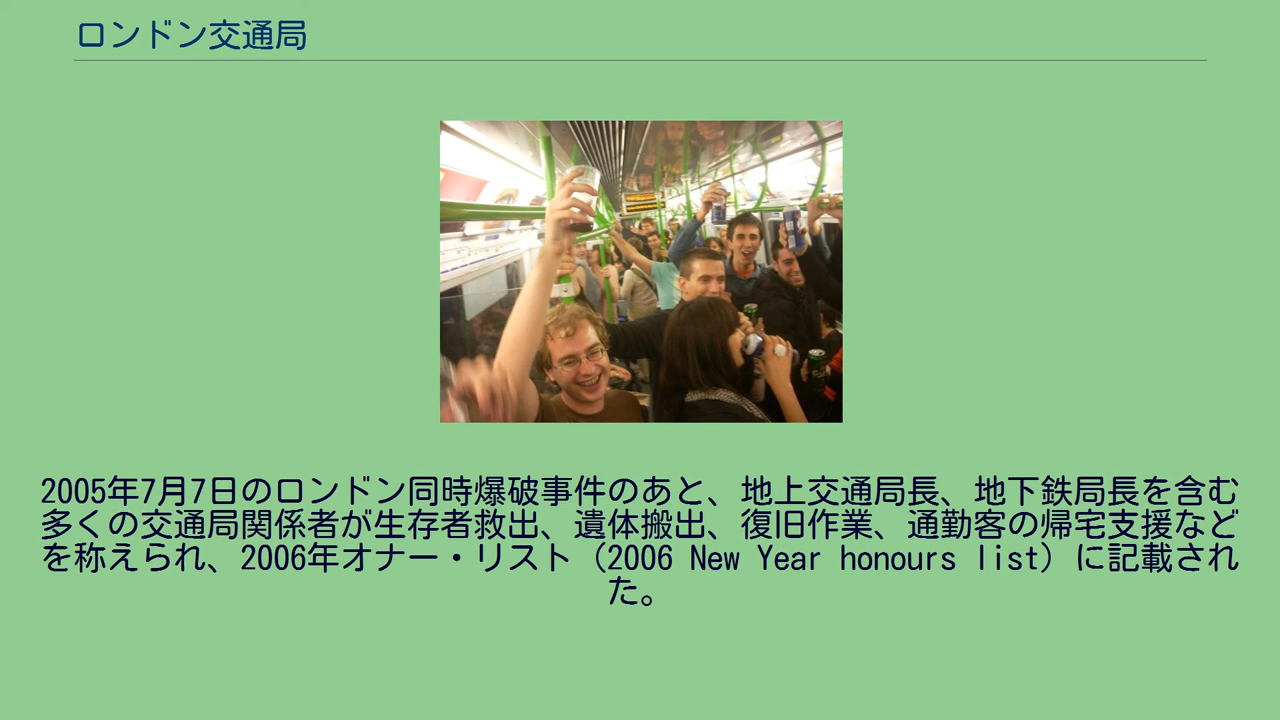 ロンドン交通局
2005年7月7日のロンドン同時爆破事件のあと、地上交通局長、地下鉄局長を含む
多くの交通局関係者が生存者救出、遺体搬出、復旧作業、通勤客の帰宅支援など
を称えられ、2006年オナー・リスト（2006 New Year honours list）に記載され
た。